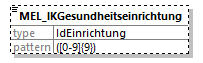 MEL_IKGesundheitseinrichtung
type IdEinrichtung
pattern ([0-9]{9})